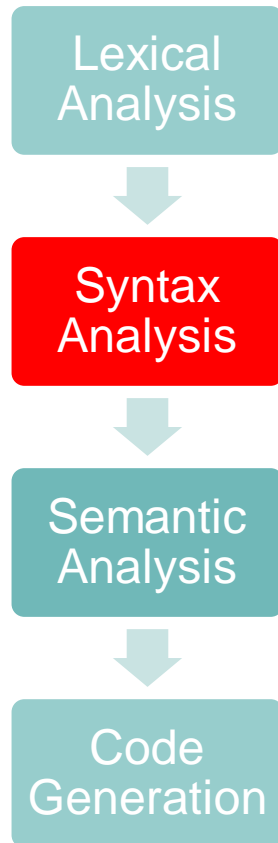 Lexical
Analysis
Syntax
Analysis
Semantic
Analysis
Code
Generation